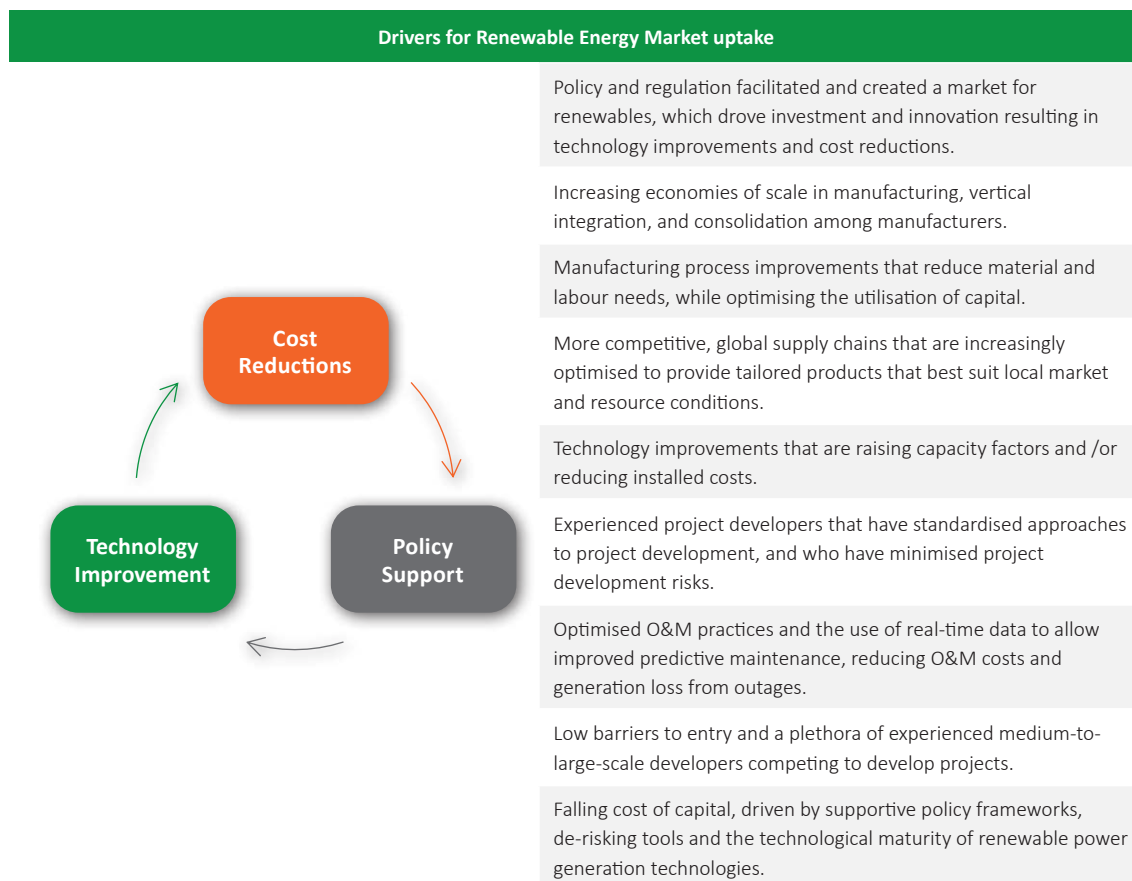 Drivers for Renewable Energy Market uptake
Cost
Reductions
Technology
Improvement
Policy
Support
Policy and regulation facilitated and created a market for
renewables, which drove investment and innovation resulting in
technology improvements and cost reductions.
Increasing economies of scale in manufacturing, vertical
integration, and consolidation among manufacturers.
Manufacturing process improvements that reduce material and
labour needs, while optimising the utilisation of capital.
More competitive, global supply chains that are increasingly
optimised to provide tailored products that best suit local market
and resource conditions.
Technology improvements that are raising capacity factors and /or
reducing installed costs.
Experienced project developers that have standardised approaches
to project development, and who have minimised project
development risks.
Optimised O&M practices and the use of real-time data to allow
improved predictive maintenance, reducing O&M costs and
generation loss from outages.
Low barriers to entry and a plethora of experienced medium-to-
large-scale developers competing to develop projects.
Falling cost of capital, driven by supportive policy frameworks,
de-risking tools and the technological maturity of renewable power
generation technologies.